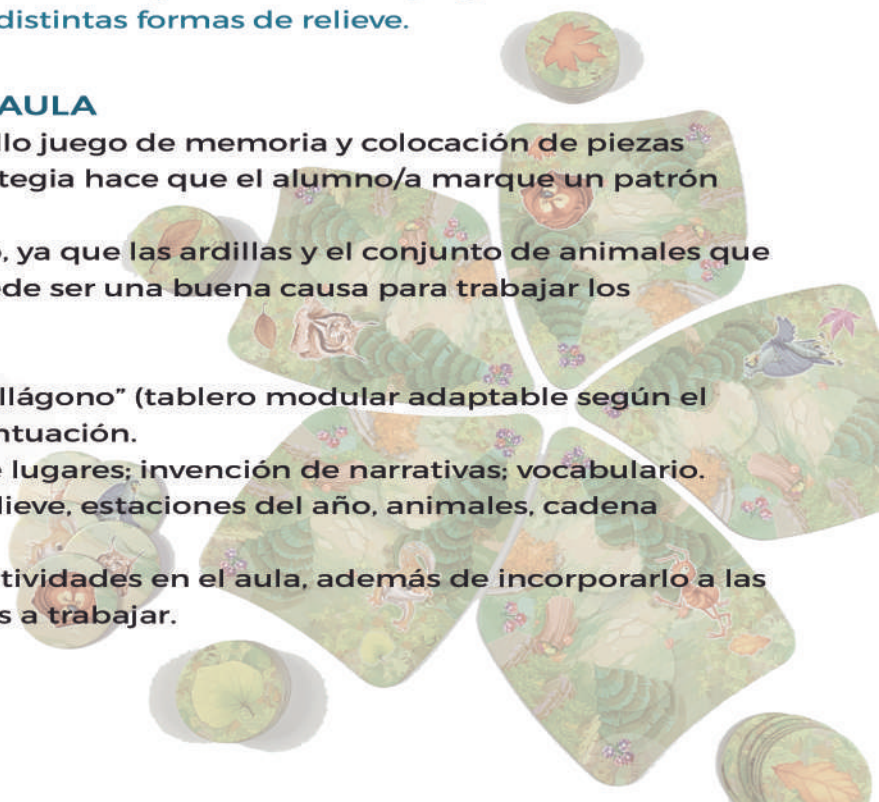 distintas formas de relieve.
AULA
llo juego de memoria y colocación de piezas
tegia hace que el alumno/a marque un patrón
, ya que las ardillas y el conjunto de animales que
ede ser una buena causa para trabajar los
llágono” (tablero modular adaptable según el
ntuación.
e lugares; invención de narrativas; vocabulario.
lieve, estaciones del año, animales, cadena
tividades en el aula, además de incorporarlo a las
s a trabajar.